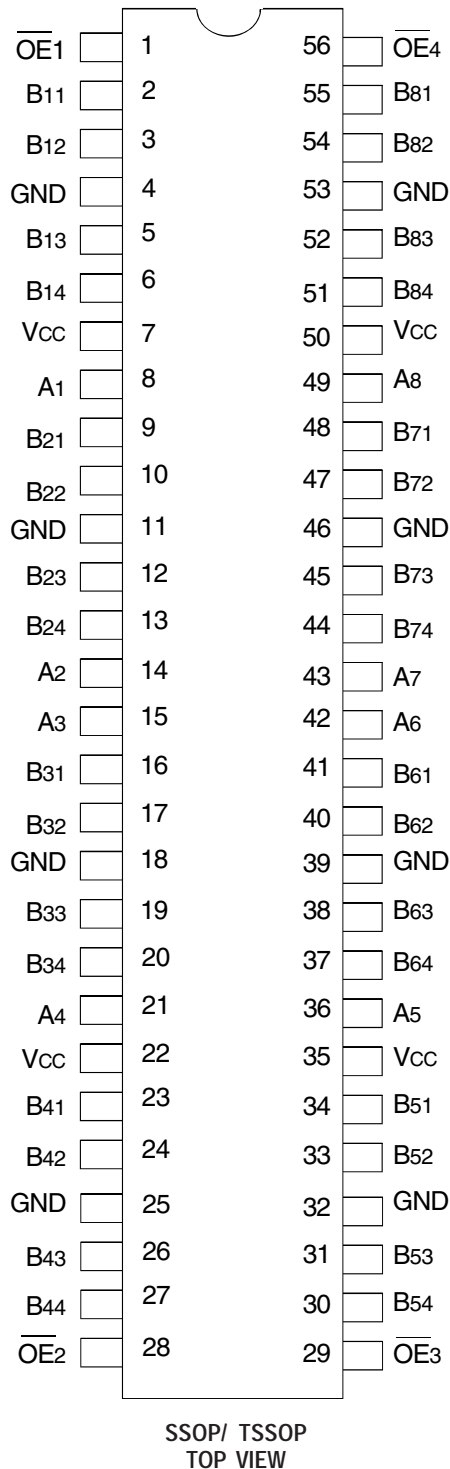 OE1 1 56 OE4
B11 2 55 B81
B12 3 54 B82
GND 4 53 GND
B13 5 52 B83
B14 6 51 B84
VCC 7 50 VCC
A1 8 49 A8
B21 9 48 B71
B22 10 47 B72
GND 11 46 GND
B23 12 45 B73
B24 13 44 B74
A2 14 43 A7
A3 15 42 A6
B31 16 41 B61
B32 17 40 B62
GND 18 39 GND
B33 19 38 B63
B34 20 37 B64
A4 21 36 A5
VCC 22 35 VCC
B41 23 34 B51
B42 24 33 B52
GND 25 32 GND
B43 26 31 B53
B44 27 30 B54
OE2 28 29 OE3
SSOP/ TSSOP
TOP VIEW